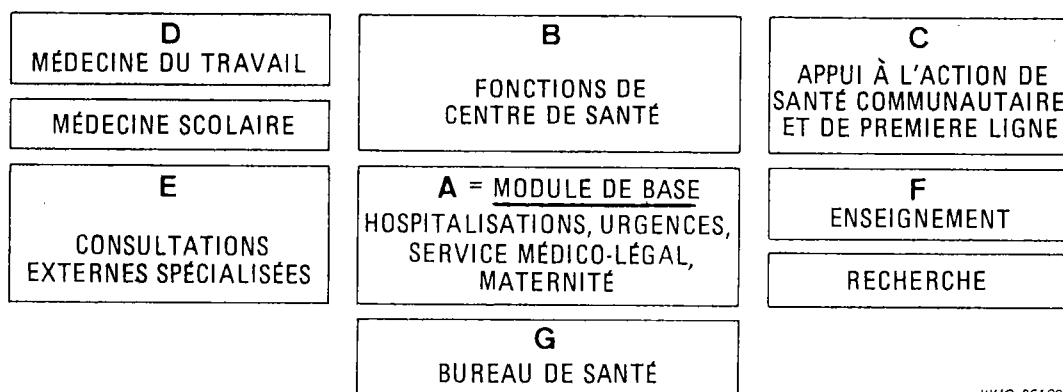 D
MÉDECINE DU TRAVAIL
MÉDECINE SCOLAIRE
B
FONCTIONS DE
CENTRE DE SANTÉ
C
APPUI À L'ACTION DE
SANTÉ COMMUNAUTAIRE
ET DE PREMIERE LIGNE
E
CONSULTATIONS
EXTERNES SPÉCIALISÉES
A = MODULE DE BASE
HOSPITALISATIONS, URGENCES,
SERVICE MÉDICO-LÉGAL,
MATERNITÉ
F
ENSEIGNEMENT
RECHERCHE
G
BUREAU DE SANTÉ